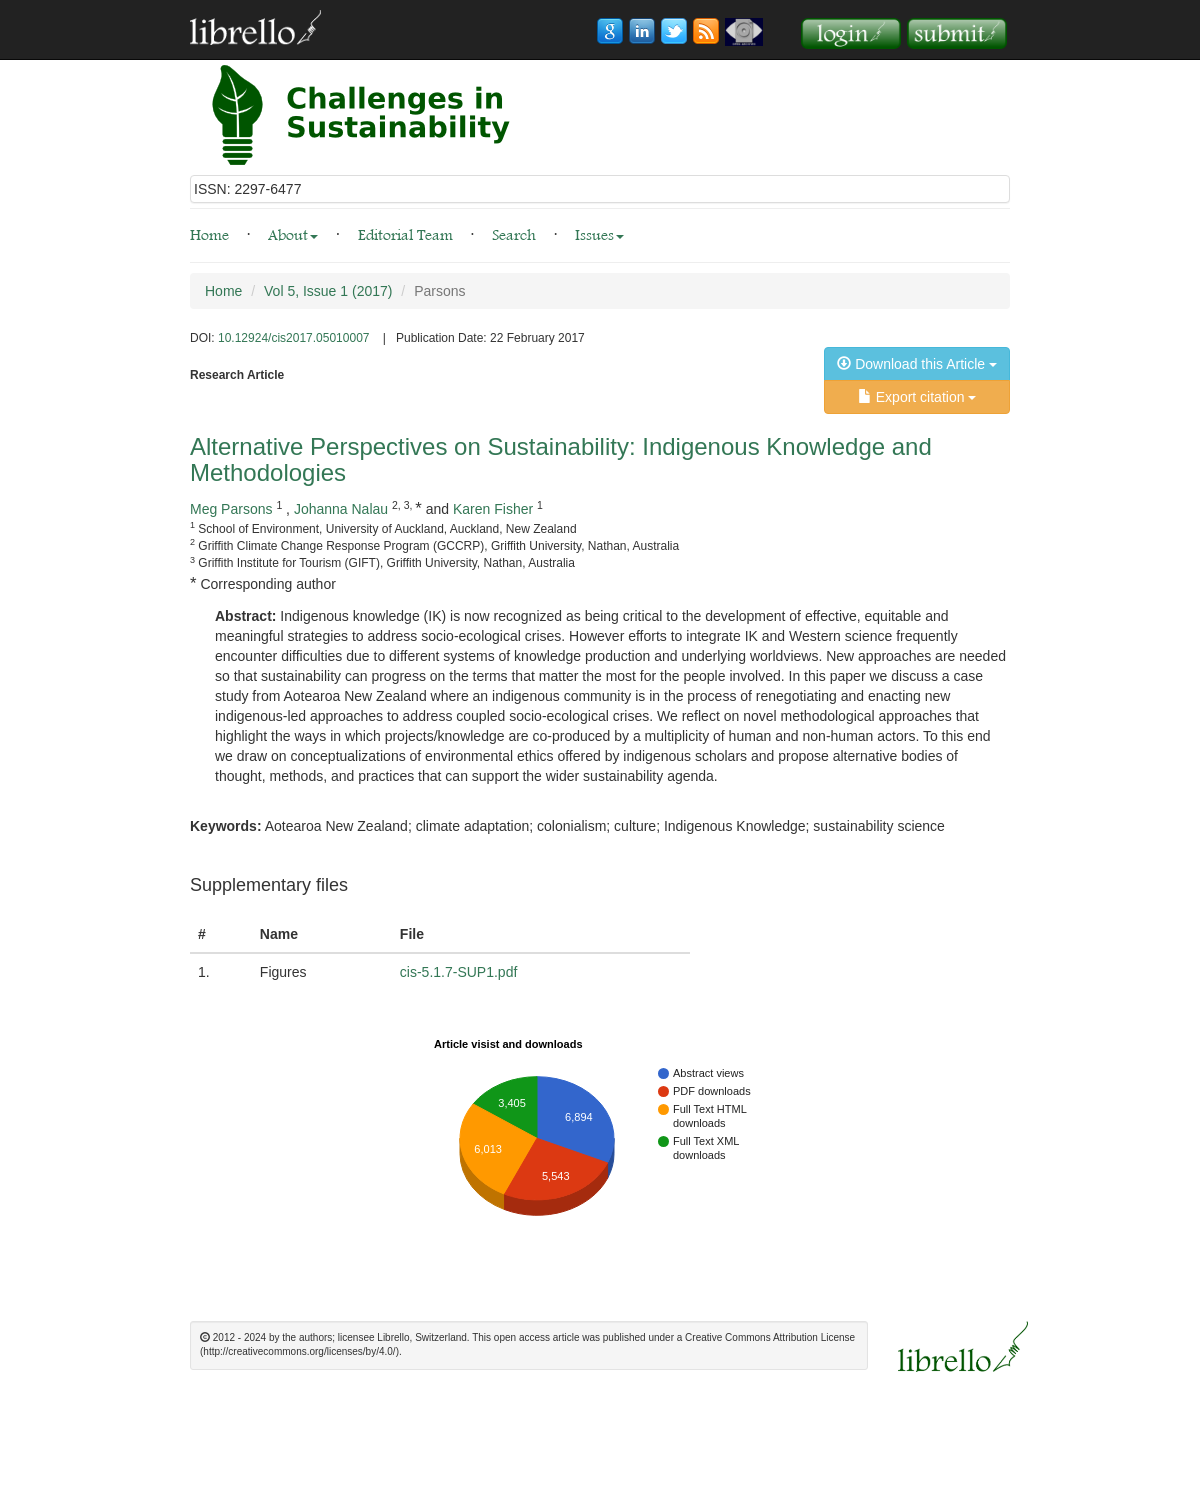 librello
login
submit
Challenges in
Sustainability
ISSN: 2297-6477
Home · About · Editorial Team · Search · Issues
Home / Vol 5, Issue 1 (2017) / Parsons
DOI: 10.12924/cis2017.05010007 | Publication Date: 22 February 2017
Download this Article
Research Article
Export citation
Alternative Perspectives on Sustainability: Indigenous Knowledge and
Methodologies
Meg Parsons 1 , Johanna Nalau 2, 3, * and Karen Fisher 1
1 School of Environment, University of Auckland, Auckland, New Zealand
2 Griffith Climate Change Response Program (GCCRP), Griffith University, Nathan, Australia
3 Griffith Institute for Tourism (GIFT), Griffith University, Nathan, Australia
* Corresponding author
Abstract: Indigenous knowledge (IK) is now recognized as being critical to the development of effective, equitable and
meaningful strategies to address socio-ecological crises. However efforts to integrate IK and Western science frequently
encounter difficulties due to different systems of knowledge production and underlying worldviews. New approaches are needed
so that sustainability can progress on the terms that matter the most for the people involved. In this paper we discuss a case
study from Aotearoa New Zealand where an indigenous community is in the process of renegotiating and enacting new
indigenous-led approaches to address coupled socio-ecological crises. We reflect on novel methodological approaches that
highlight the ways in which projects/knowledge are co-produced by a multiplicity of human and non-human actors. To this end
we draw on conceptualizations of environmental ethics offered by indigenous scholars and propose alternative bodies of
thought, methods, and practices that can support the wider sustainability agenda.
Keywords: Aotearoa New Zealand; climate adaptation; colonialism; culture; Indigenous Knowledge; sustainability science
Supplementary files
# Name File
1. Figures cis-5.1.7-SUP1.pdf
Article visist and downloads
Abstract views
PDF downloads
Full Text HTML
downloads
Full Text XML
downloads
3,405
6,894
6,013
5,543
© 2012 - 2024 by the authors; licensee Librello, Switzerland. This open access article was published under a Creative Commons Attribution License
(http://creativecommons.org/licenses/by/4.0/).
librello